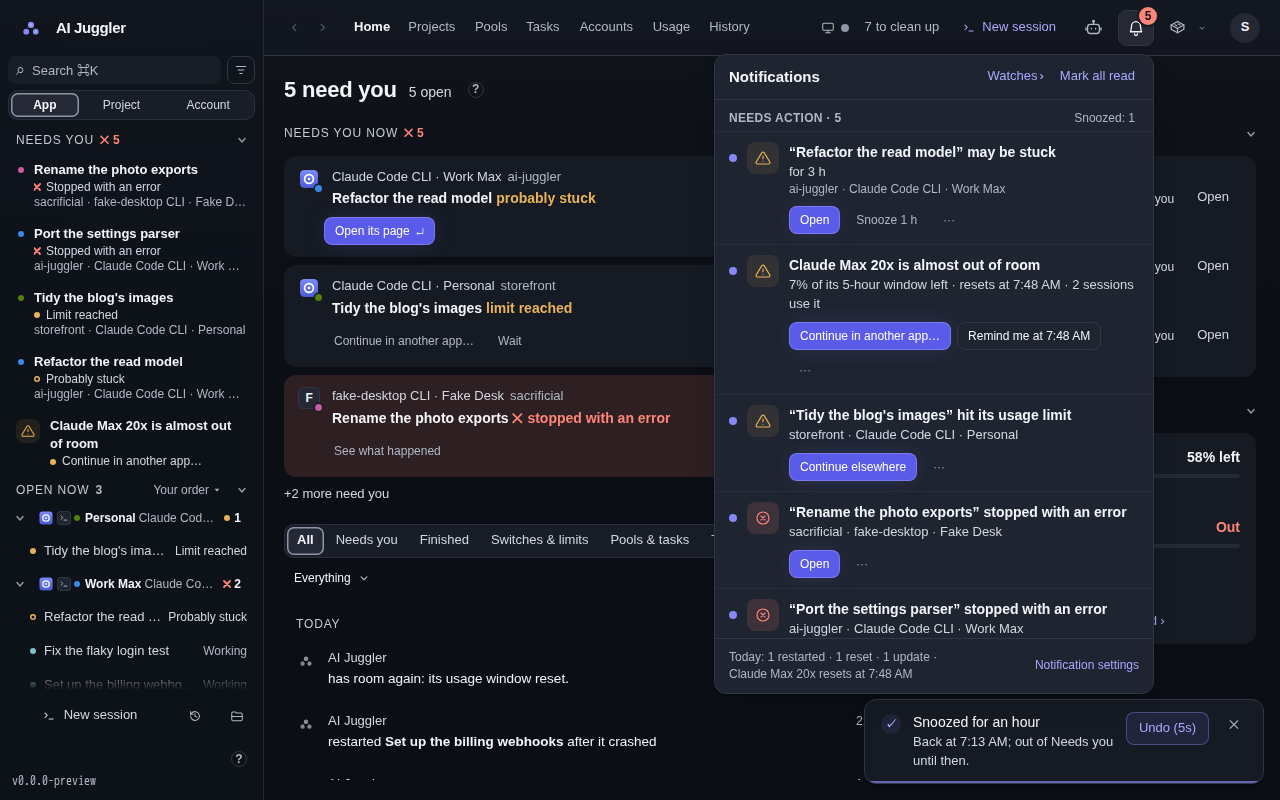 AI Juggler
Search ⌘K
App
Project
Account
NEEDS YOU 5
Rename the photo exports
Stopped with an error
sacrificial · fake-desktop CLI · Fake D…
Port the settings parser
Stopped with an error
ai-juggler · Claude Code CLI · Work …
Tidy the blog's images
Limit reached
storefront · Claude Code CLI · Personal
Refactor the read model
Probably stuck
ai-juggler · Claude Code CLI · Work …
Claude Max 20x is almost out
of room
Continue in another app…
OPEN NOW 3
Your order
Personal Claude Cod… 1
Tidy the blog's ima… Limit reached
Work Max Claude Co… 2
Refactor the read … Probably stuck
Fix the flaky login test Working
Set up the billing webho… Working
New session
?
v0.0.0-preview
Home
Projects
Pools
Tasks
Accounts
Usage
History
7 to clean up
New session
5
S
5 need you 5 open ?
NEEDS YOU NOW 5
Claude Code CLI · Work Max ai-juggler
Refactor the read model probably stuck
Open its page
Claude Code CLI · Personal storefront
Tidy the blog's images limit reached
Continue in another app… Wait
F
fake-desktop CLI · Fake Desk sacrificial
Rename the photo exports stopped with an error
See what happened
+2 more need you
All
Needs you
Finished
Switches & limits
Pools & tasks
Everything
TODAY
AI Juggler
has room again: its usage window reset.
AI Juggler
restarted Set up the billing webhooks after it crashed
you Open
you Open
you Open
58% left
Out
Notifications
Watches ›
Mark all read
NEEDS ACTION · 5
Snoozed: 1
“Refactor the read model” may be stuck
for 3 h
ai-juggler · Claude Code CLI · Work Max
Open
Snooze 1 h
···
Claude Max 20x is almost out of room
7% of its 5-hour window left · resets at 7:48 AM · 2 sessions
use it
Continue in another app…
Remind me at 7:48 AM
···
“Tidy the blog's images” hit its usage limit
storefront · Claude Code CLI · Personal
Continue elsewhere
···
“Rename the photo exports” stopped with an error
sacrificial · fake-desktop · Fake Desk
Open
···
“Port the settings parser” stopped with an error
ai-juggler · Claude Code CLI · Work Max
Today: 1 restarted · 1 reset · 1 update ·
Claude Max 20x resets at 7:48 AM
Notification settings
Snoozed for an hour
Back at 7:13 AM; out of Needs you
until then.
Undo (5s)